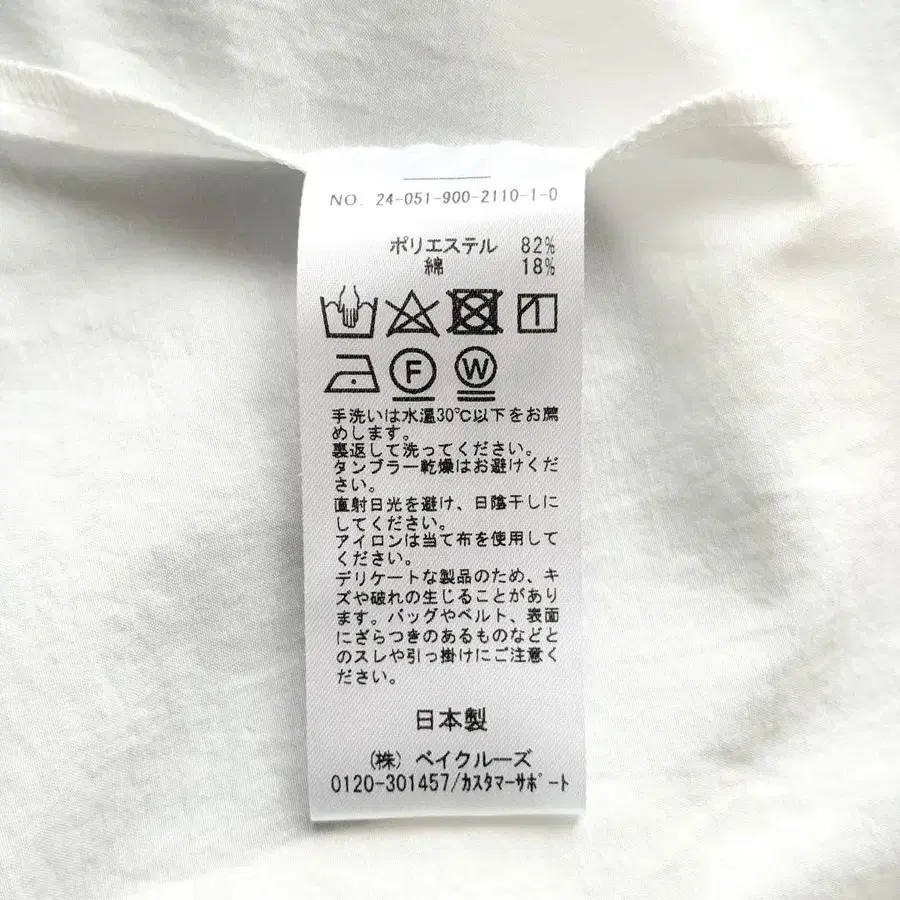 NO. 24-051-900-2110-1-0
ポリエステル 82%
綿 18%
F W
手洗いは水温30℃以下をお薦
めします。
裏返して洗ってください。
タンブラー乾燥はお避けくだ
さい。
直射日光を避け、日陰干しに
してください。
アイロンは当て布を使用して
ください。
デリケートな製品のため、キ
ズや破れの生じることがあり
ます。バッグやベルト、表面
にざらつきのあるものなどと
のスレや引っ掛けにご注意く
ださい。
日本製
(株) ベイクルーズ
0120-301457/カスタマーサポート